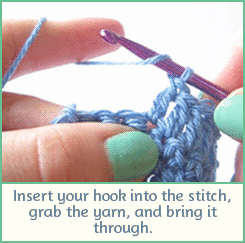 Insert your hook into the stitch,
grab the yarn, and bring it
through.